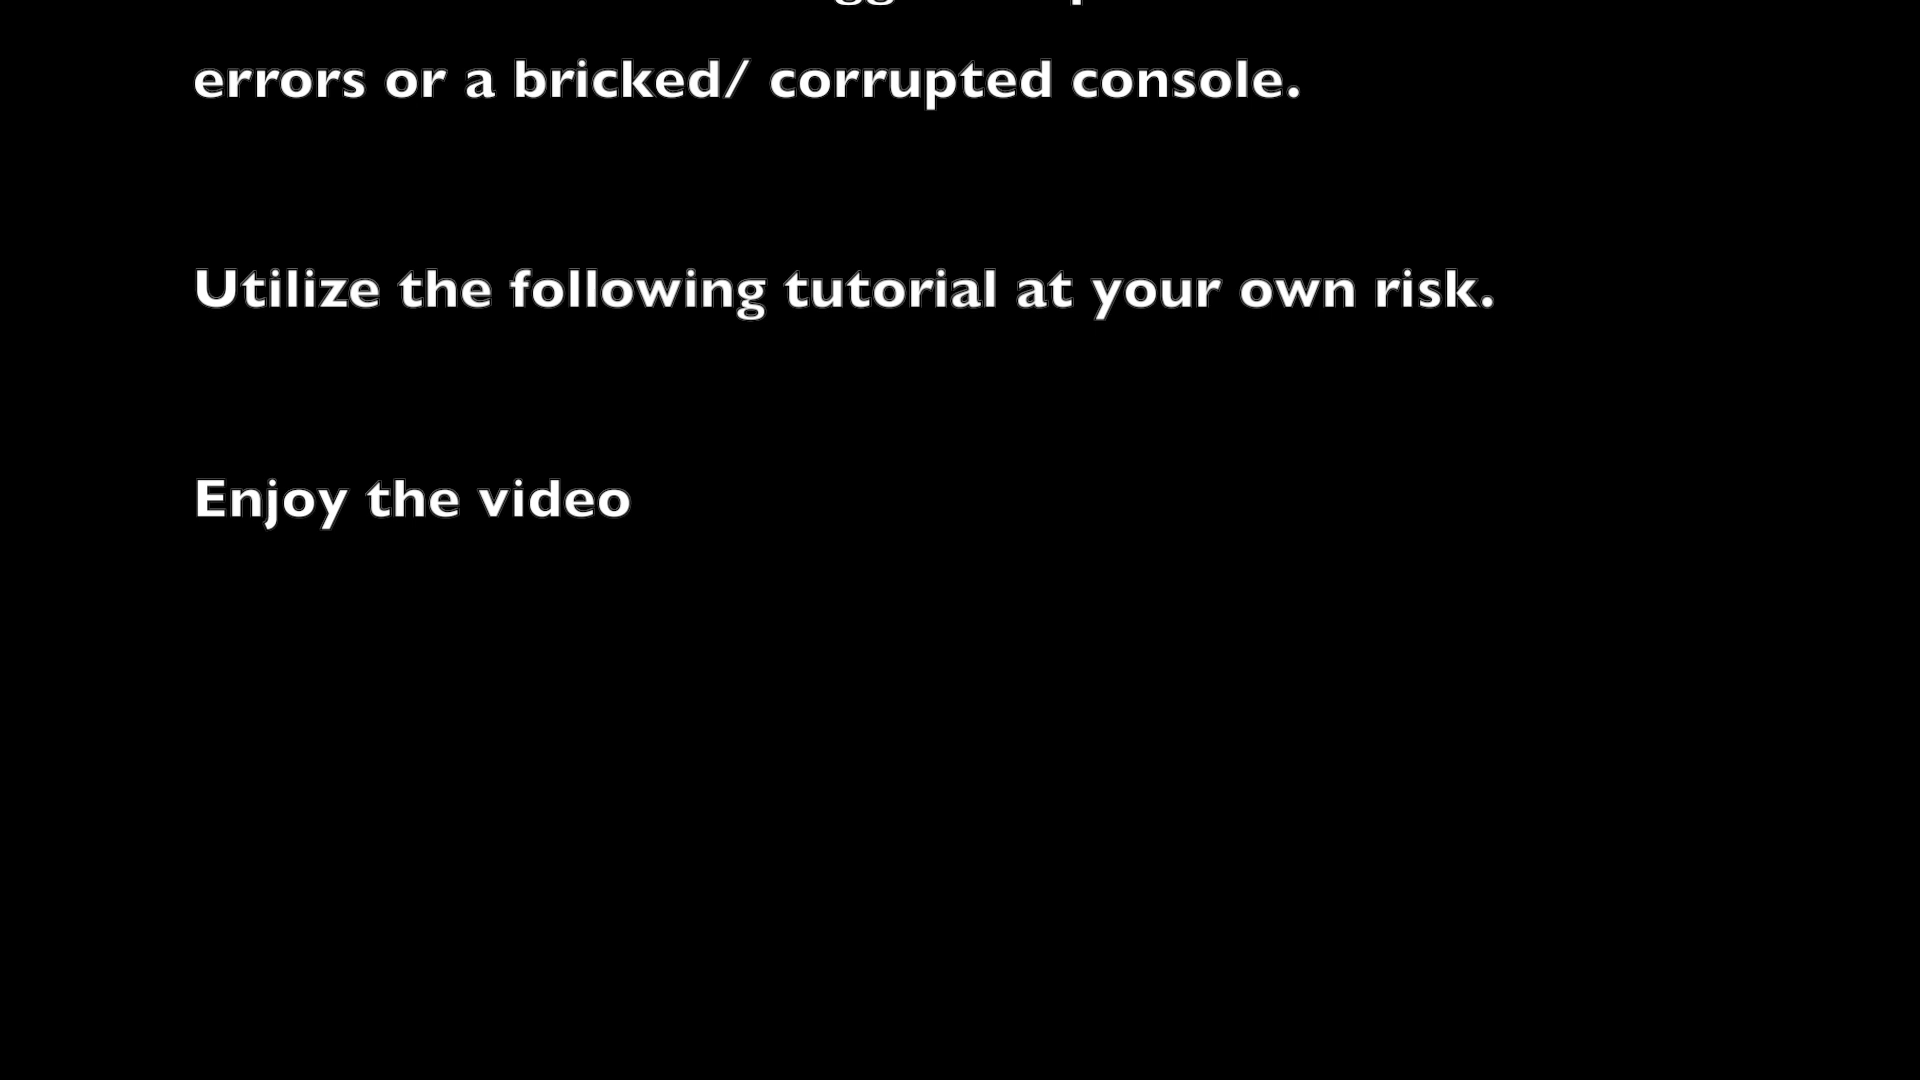 errors or a bricked/ corrupted console.
Utilize the following tutorial at your own risk.
Enjoy the video